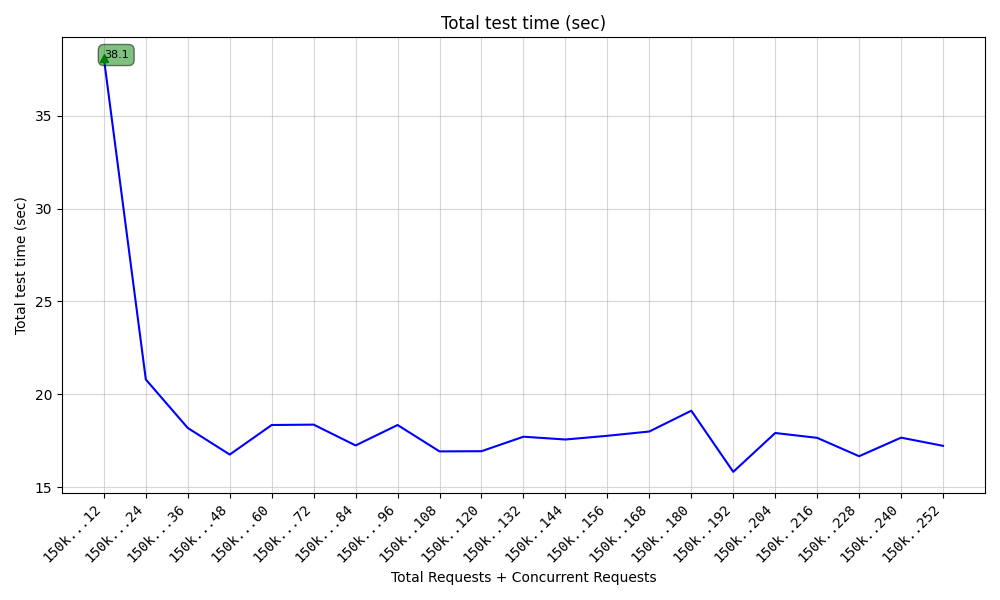 Total test time (sec)
38.1
35
30
25
20
15
Total test time (sec)
150k...12
150k...24
150k...36
150k...48
150k...60
150k...72
150k...84
150k...96
150k..108
150k..120
150k..132
150k..144
150k..156
150k..168
150k..180
150k..192
150k..204
150k..216
150k..228
150k..240
150k..252
Total Requests + Concurrent Requests